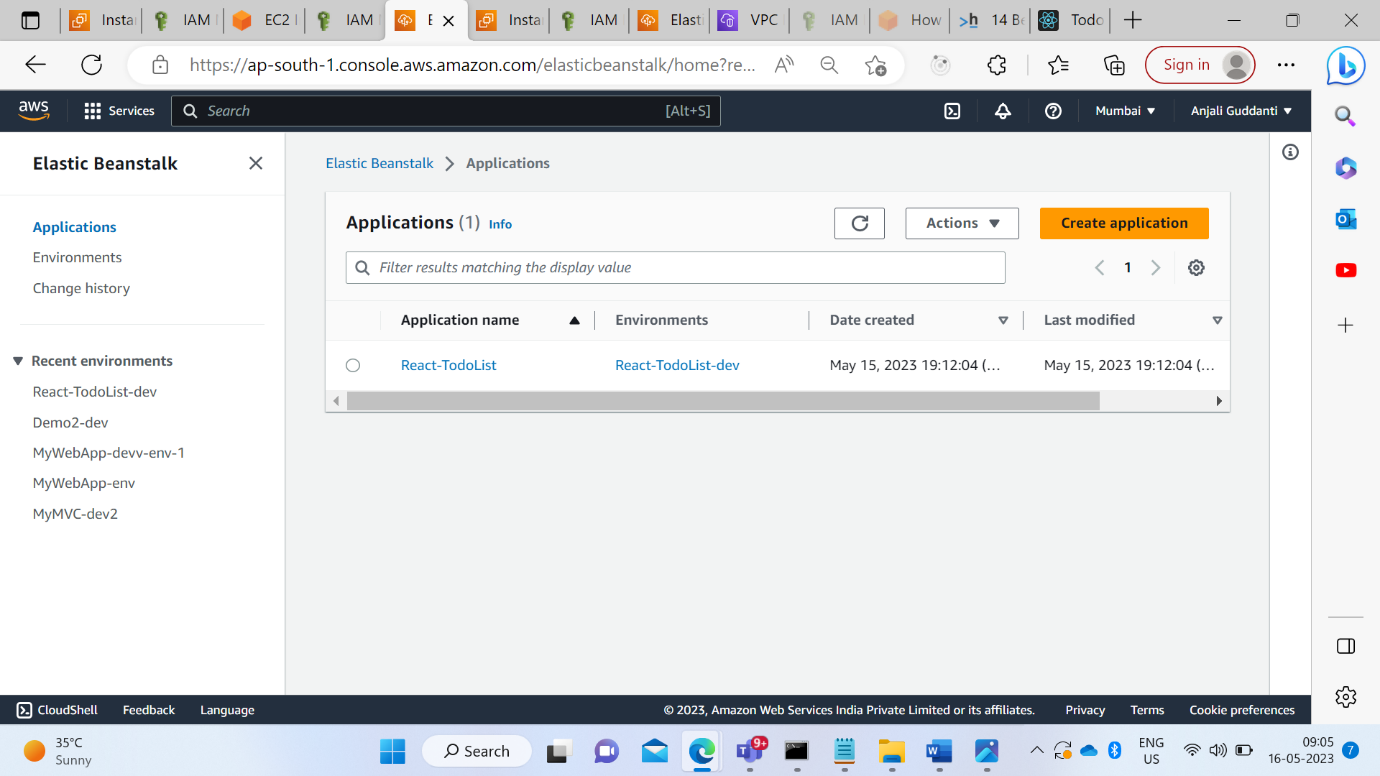 Insta IAM EC2 I IAM E Insta IAM Elasti VPC IAM How 14 Be Todo
https://ap-south-1.console.aws.amazon.com/elasticbeanstalk/home?re... Sign in
aws Services Search [Alt+S] Mumbai Anjali Guddanti
Elastic Beanstalk
Applications
Environments
Change history
Recent environments
React-TodoList-dev
Demo2-dev
MyWebApp-devv-env-1
MyWebApp-env
MyMVC-dev2
Elastic Beanstalk Applications
Applications (1) Info Actions Create application
Filter results matching the display value 1
Application name Environments Date created Last modified
React-TodoList React-TodoList-dev May 15, 2023 19:12:04 (... May 15, 2023 19:12:04 (...
CloudShell Feedback Language © 2023, Amazon Web Services India Private Limited or its affiliates. Privacy Terms Cookie preferences
35°C
Sunny
Search
9+
ENG
US
09:05
16-05-2023
7